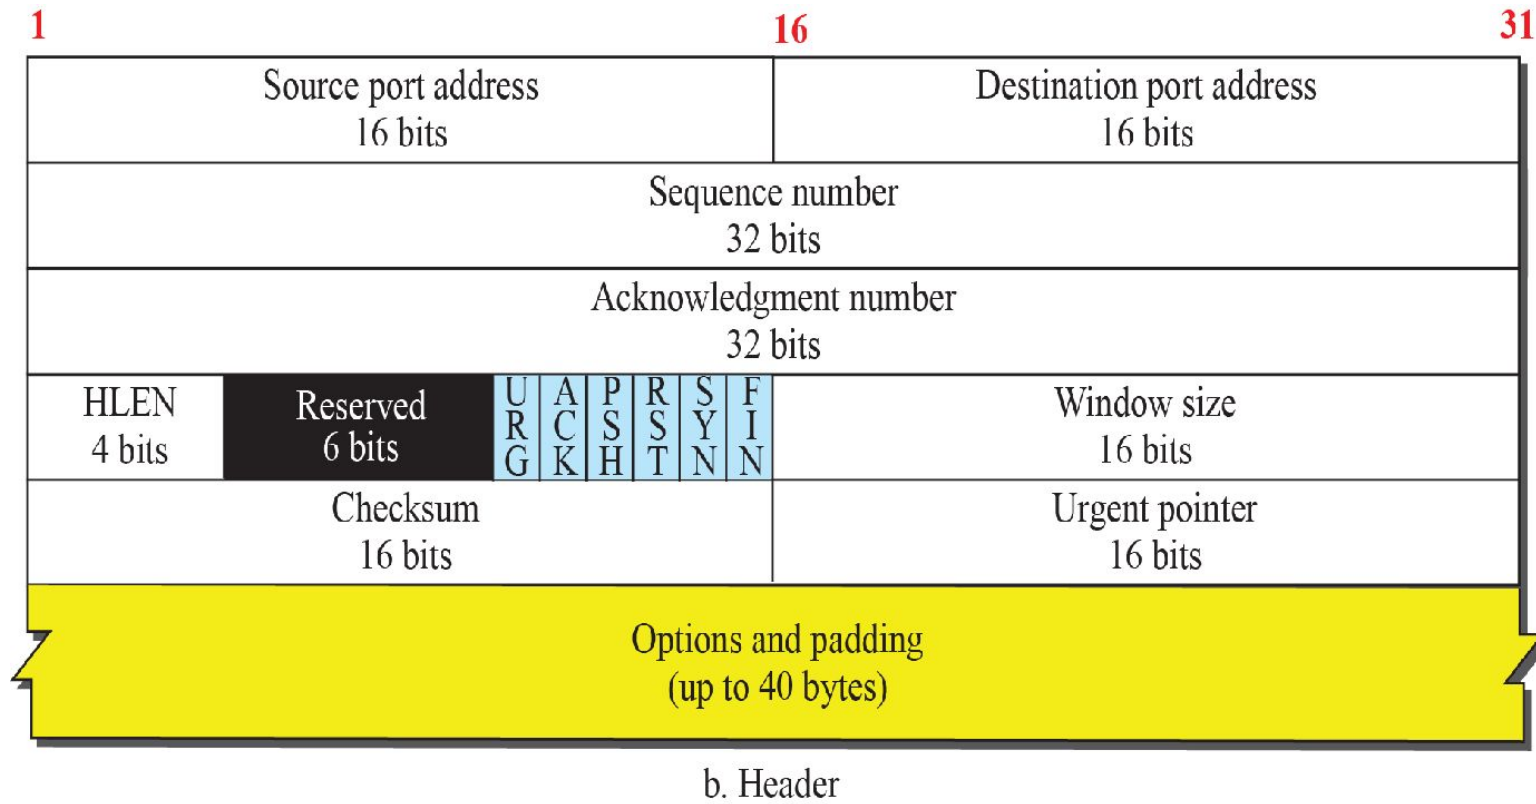 1 16 31
Source port address Destination port address
16 bits 16 bits
Sequence number
32 bits
Acknowledgment number
32 bits
HLEN Reserved URG ACK PSH RST SYN FIN Window size
4 bits 6 bits 16 bits
Checksum Urgent pointer
16 bits 16 bits
Options and padding
(up to 40 bytes)
b. Header